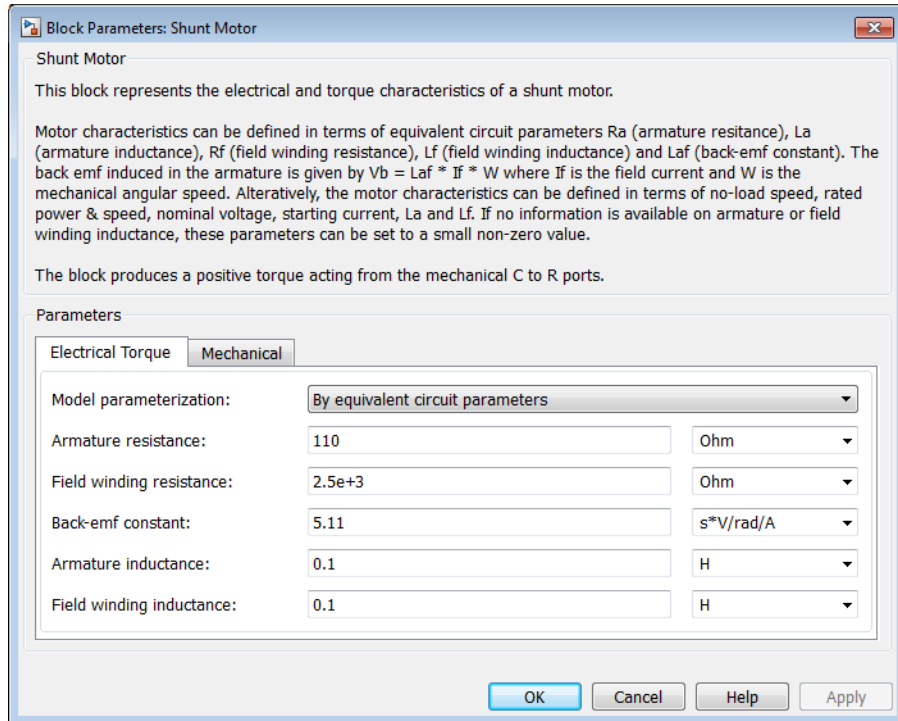 Block Parameters: Shunt Motor
Shunt Motor
This block represents the electrical and torque characteristics of a shunt motor.
Motor characteristics can be defined in terms of equivalent circuit parameters Ra (armature resitance), La
(armature inductance), Rf (field winding resistance), Lf (field winding inductance) and Laf (back-emf constant). The
back emf induced in the armature is given by Vb = Laf * If * W where If is the field current and W is the
mechanical angular speed. Alteratively, the motor characteristics can be defined in terms of no-load speed, rated
power & speed, nominal voltage, starting current, La and Lf. If no information is available on armature or field
winding inductance, these parameters can be set to a small non-zero value.
The block produces a positive torque acting from the mechanical C to R ports.
Parameters
Electrical Torque Mechanical
Model parameterization: By equivalent circuit parameters
Armature resistance: 110 Ohm
Field winding resistance: 2.5e+3 Ohm
Back-emf constant: 5.11 s*V/rad/A
Armature inductance: 0.1 H
Field winding inductance: 0.1 H
OK Cancel Help Apply